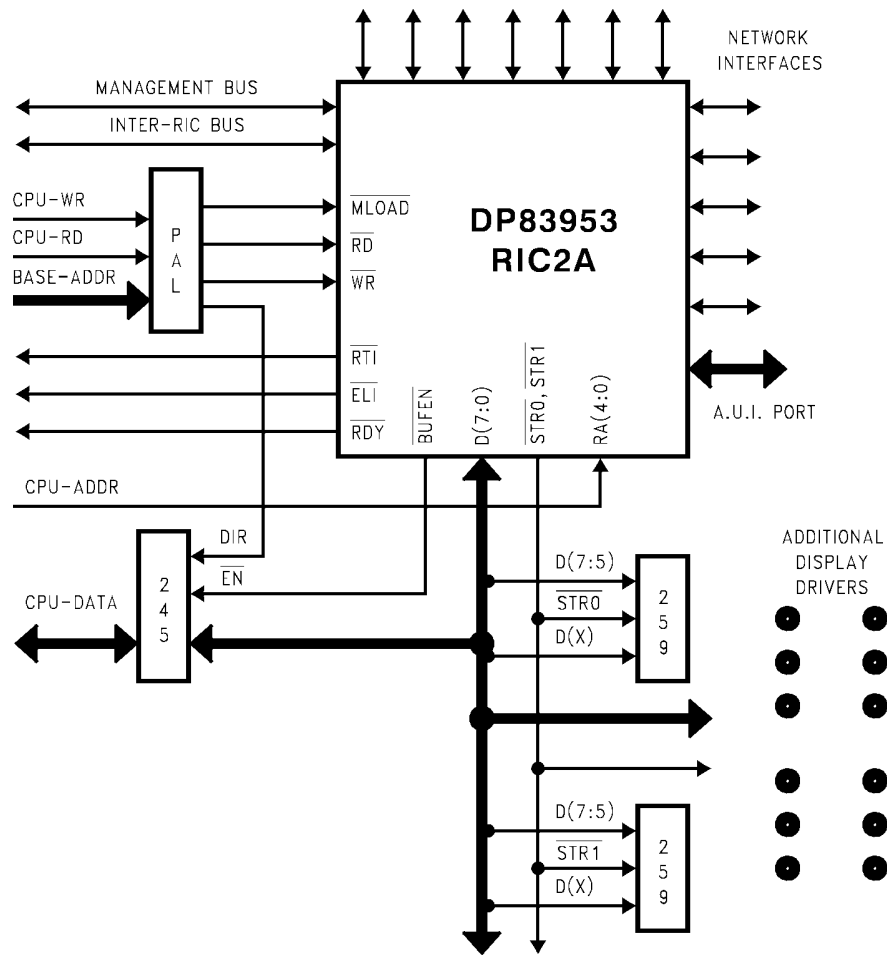 NETWORK
INTERFACES
MANAGEMENT BUS
INTER-RIC BUS
CPU-WR
CPU-RD
BASE-ADDR
P
A
L
MLOAD
RD
WR
DP83953
RIC2A
RTI
ELI
RDY
BUFEN
D(7:0)
STR0, STR1
RA(4:0)
A.U.I. PORT
CPU-ADDR
DIR
EN
2
4
5
CPU-DATA
D(7:5)
STR0
D(X)
2
5
9
ADDITIONAL
DISPLAY
DRIVERS
D(7:5)
STR1
D(X)
2
5
9